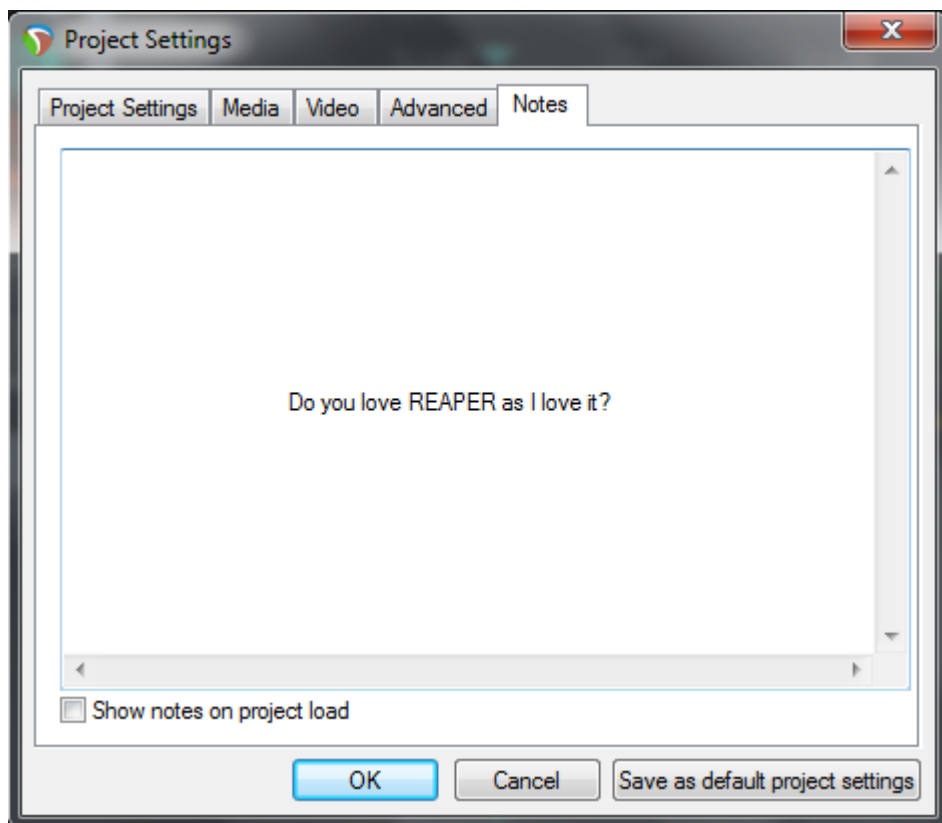 Project Settings
Project Settings Media Video Advanced Notes
Do you love REAPER as I love it?
Show notes on project load
OK Cancel Save as default project settings